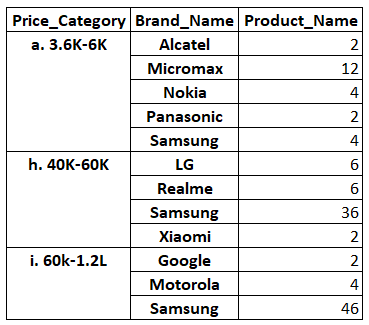 Price_Category Brand_Name Product_Name
a. 3.6K-6K Alcatel 2
Micromax 12
Nokia 4
Panasonic 2
Samsung 4
h. 40K-60K LG 6
Realme 6
Samsung 36
Xiaomi 2
i. 60k-1.2L Google 2
Motorola 4
Samsung 46